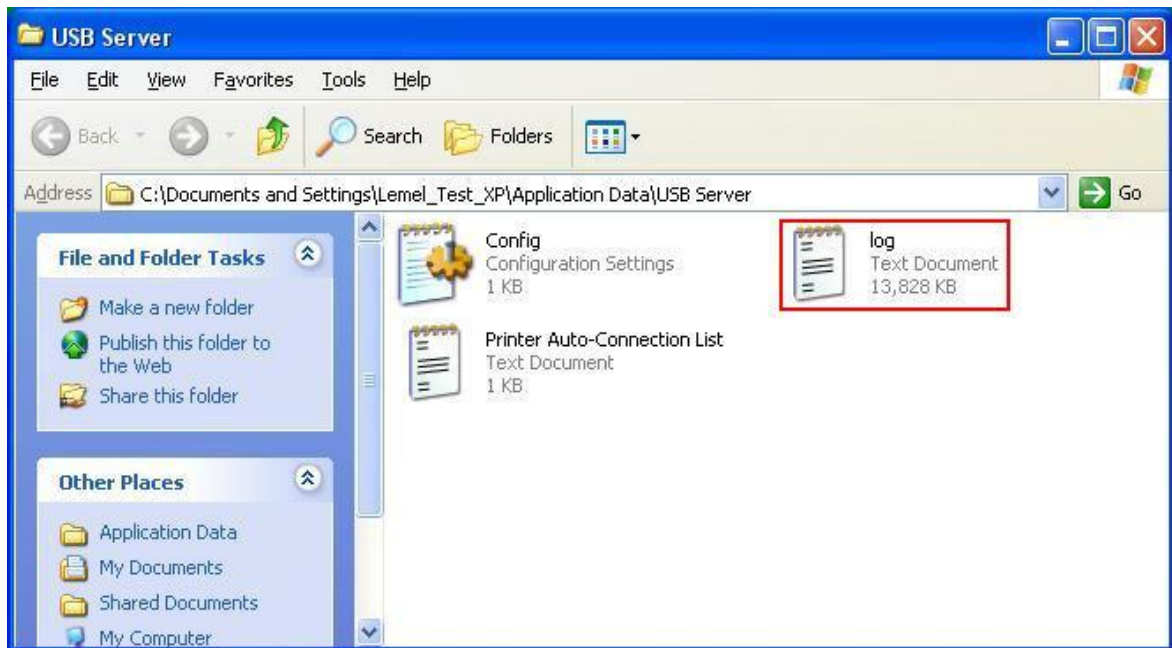 USB Server
File Edit View Favorites Tools Help
Back Search Folders
Address C:\Documents and Settings\Lemel_Test_XP\Application Data\USB Server Go
File and Folder Tasks
Make a new folder
Publish this folder to
the Web
Share this folder
Other Places
Application Data
My Documents
Shared Documents
My Computer
Config
Configuration Settings
1 KB
log
Text Document
13,828 KB
Printer Auto-Connection List
Text Document
1 KB